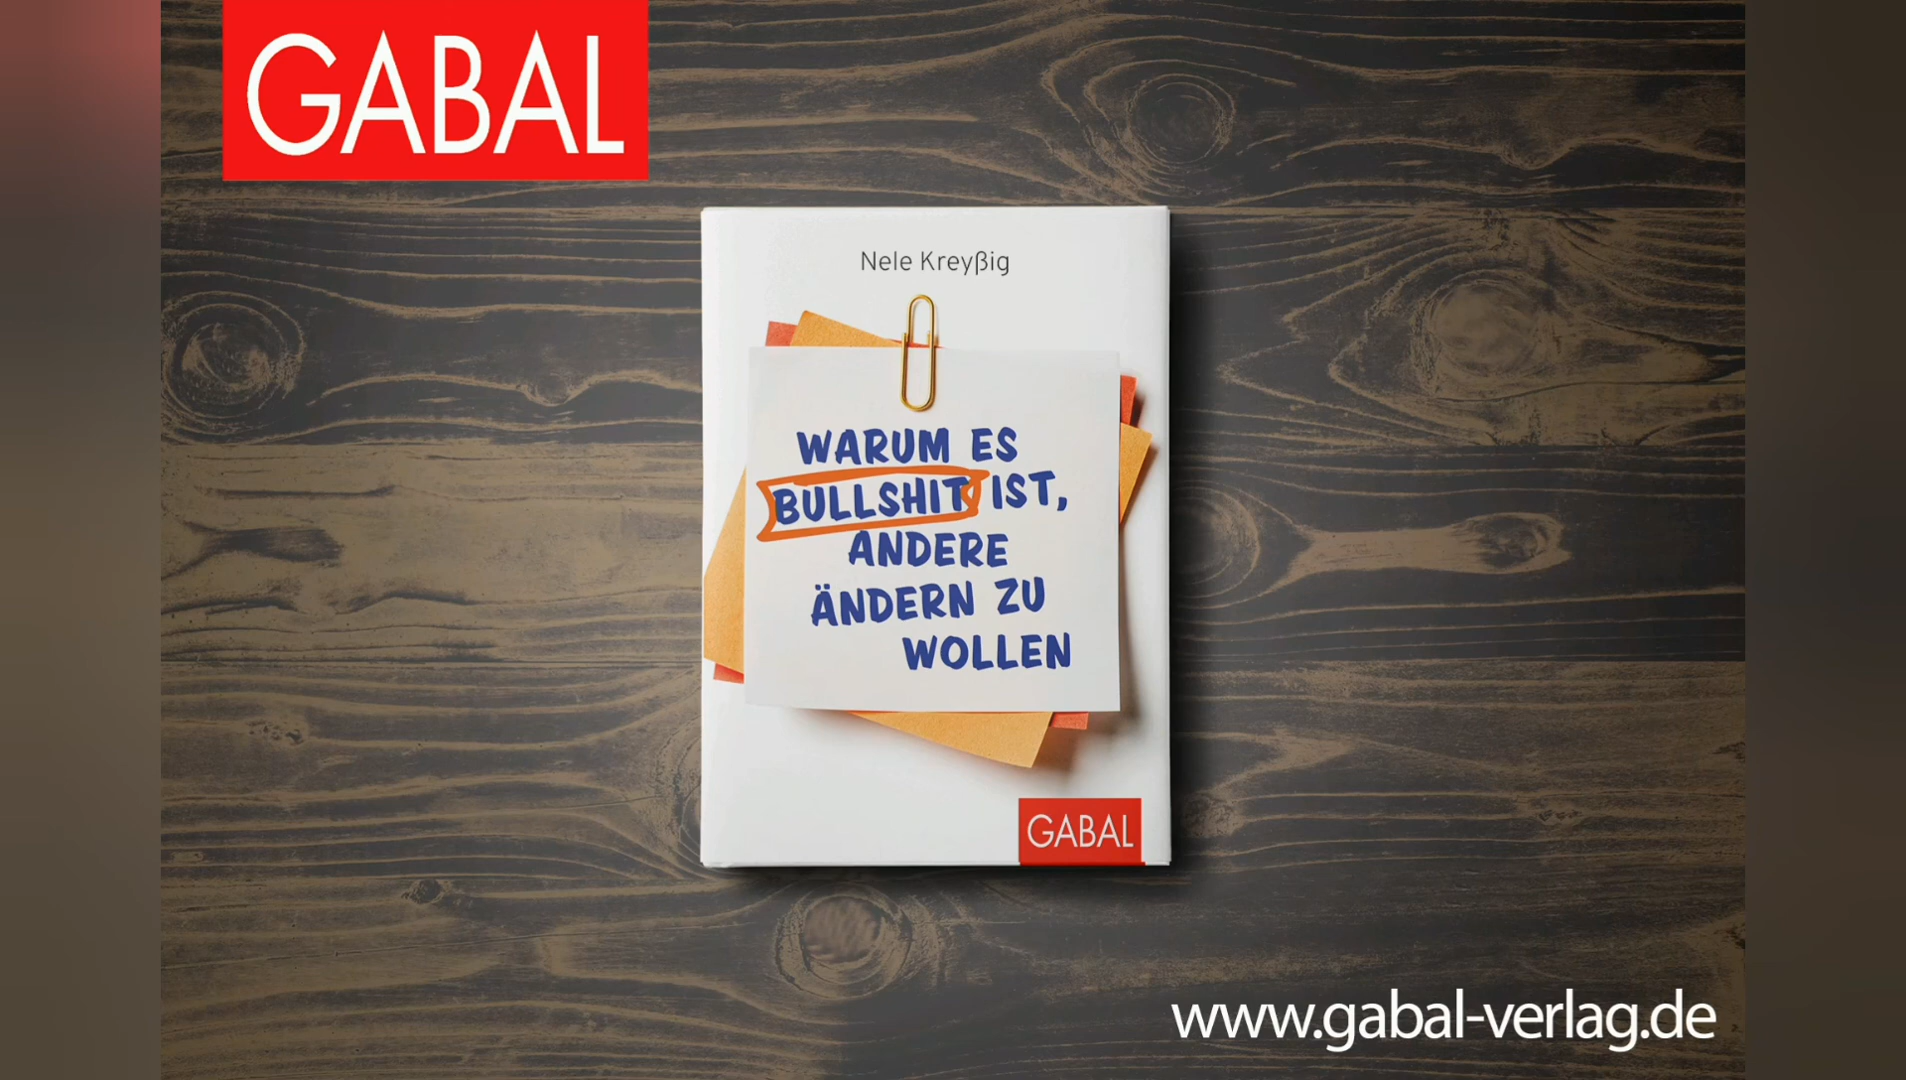 GABAL
Nele Kreyßig
WARUM ES
BULLSHIT IST,
ANDERE
ÄNDERN ZU
WOLLEN
GABAL
www.gabal-verlag.de